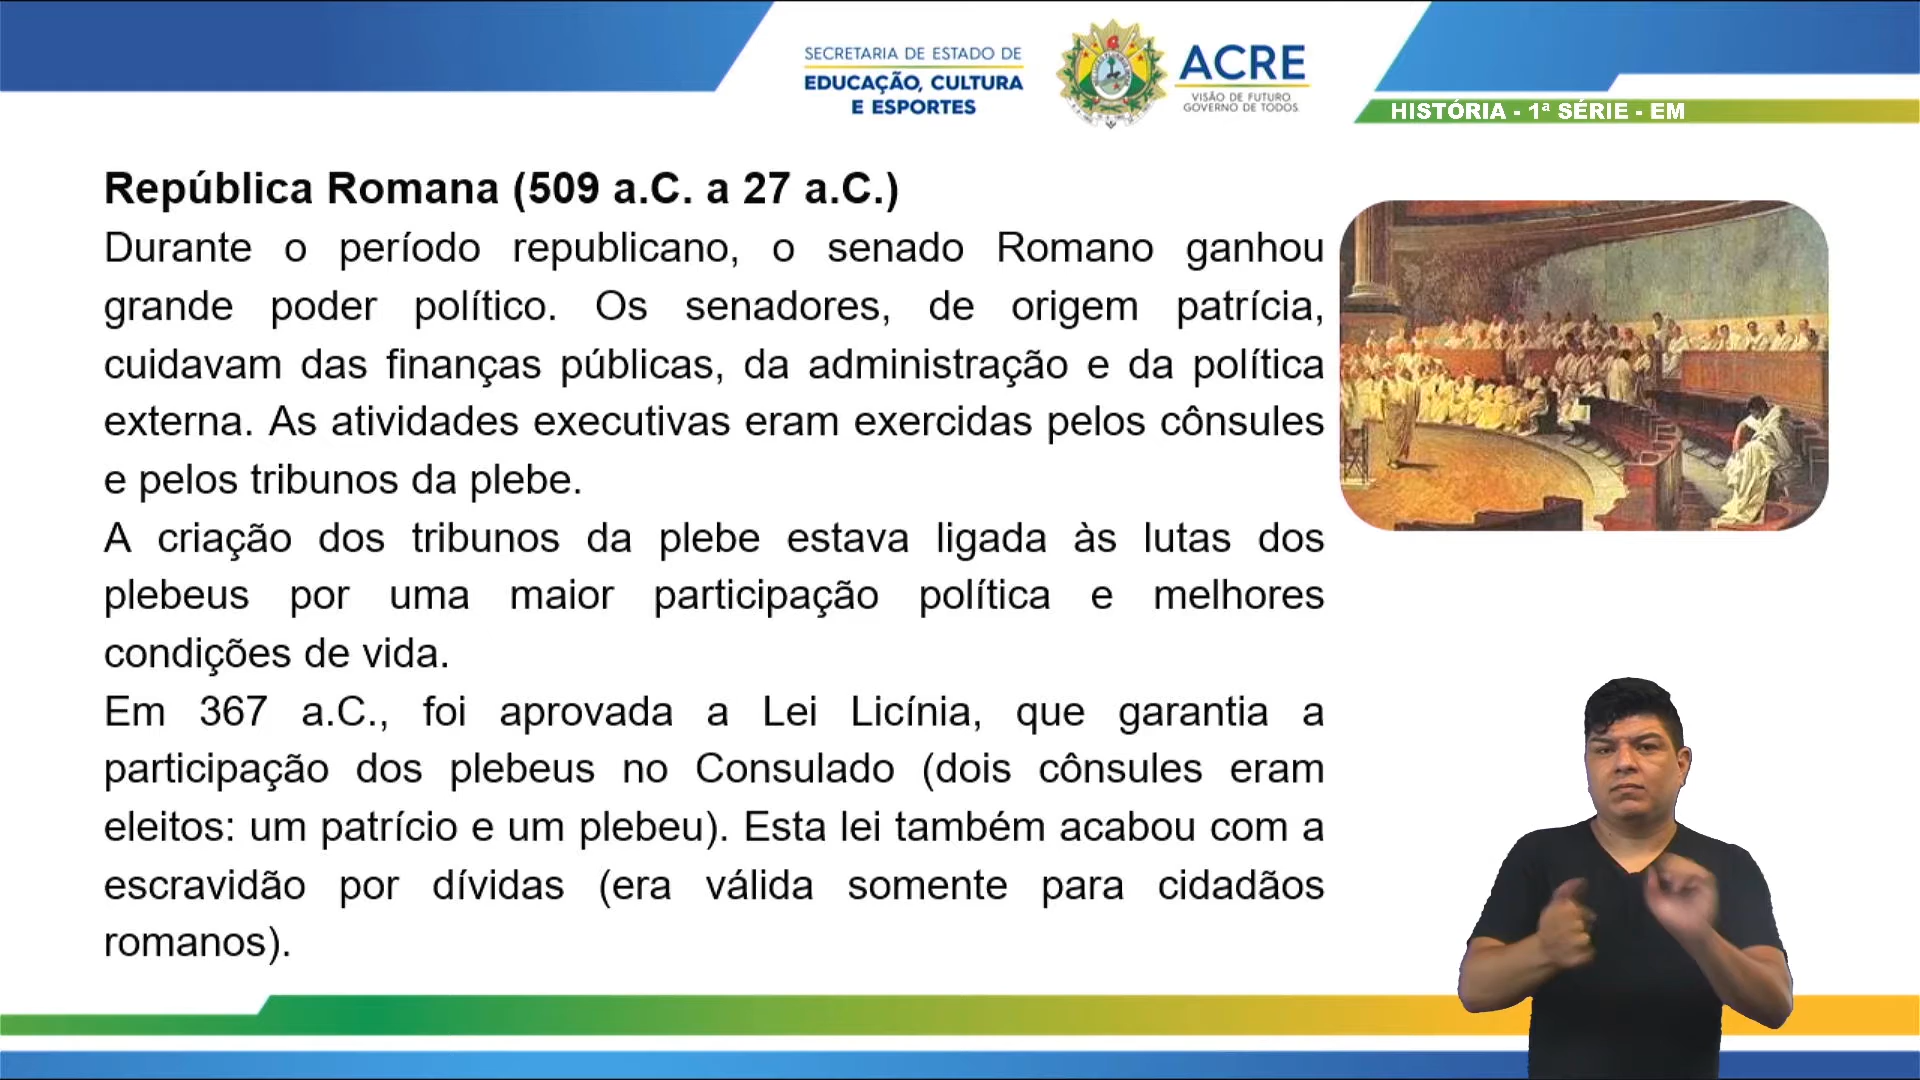 SECRETARIA DE ESTADO DE
EDUCAÇÃO, CULTURA
E ESPORTES
ACRE
VISÃO DE FUTURO
GOVERNO DE TODOS
HISTÓRIA - 1ª SÉRIE - EM
República Romana (509 a.C. a 27 a.C.)
Durante o período republicano, o senado Romano ganhou
grande poder político. Os senadores, de origem patrícia,
cuidavam das finanças públicas, da administração e da política
externa. As atividades executivas eram exercidas pelos cônsules
e pelos tribunos da plebe.
A criação dos tribunos da plebe estava ligada às lutas dos
plebeus por uma maior participação política e melhores
condições de vida.
Em 367 a.C., foi aprovada a Lei Licínia, que garantia a
participação dos plebeus no Consulado (dois cônsules eram
eleitos: um patrício e um plebeu). Esta lei também acabou com a
escravidão por dívidas (era válida somente para cidadãos
romanos).